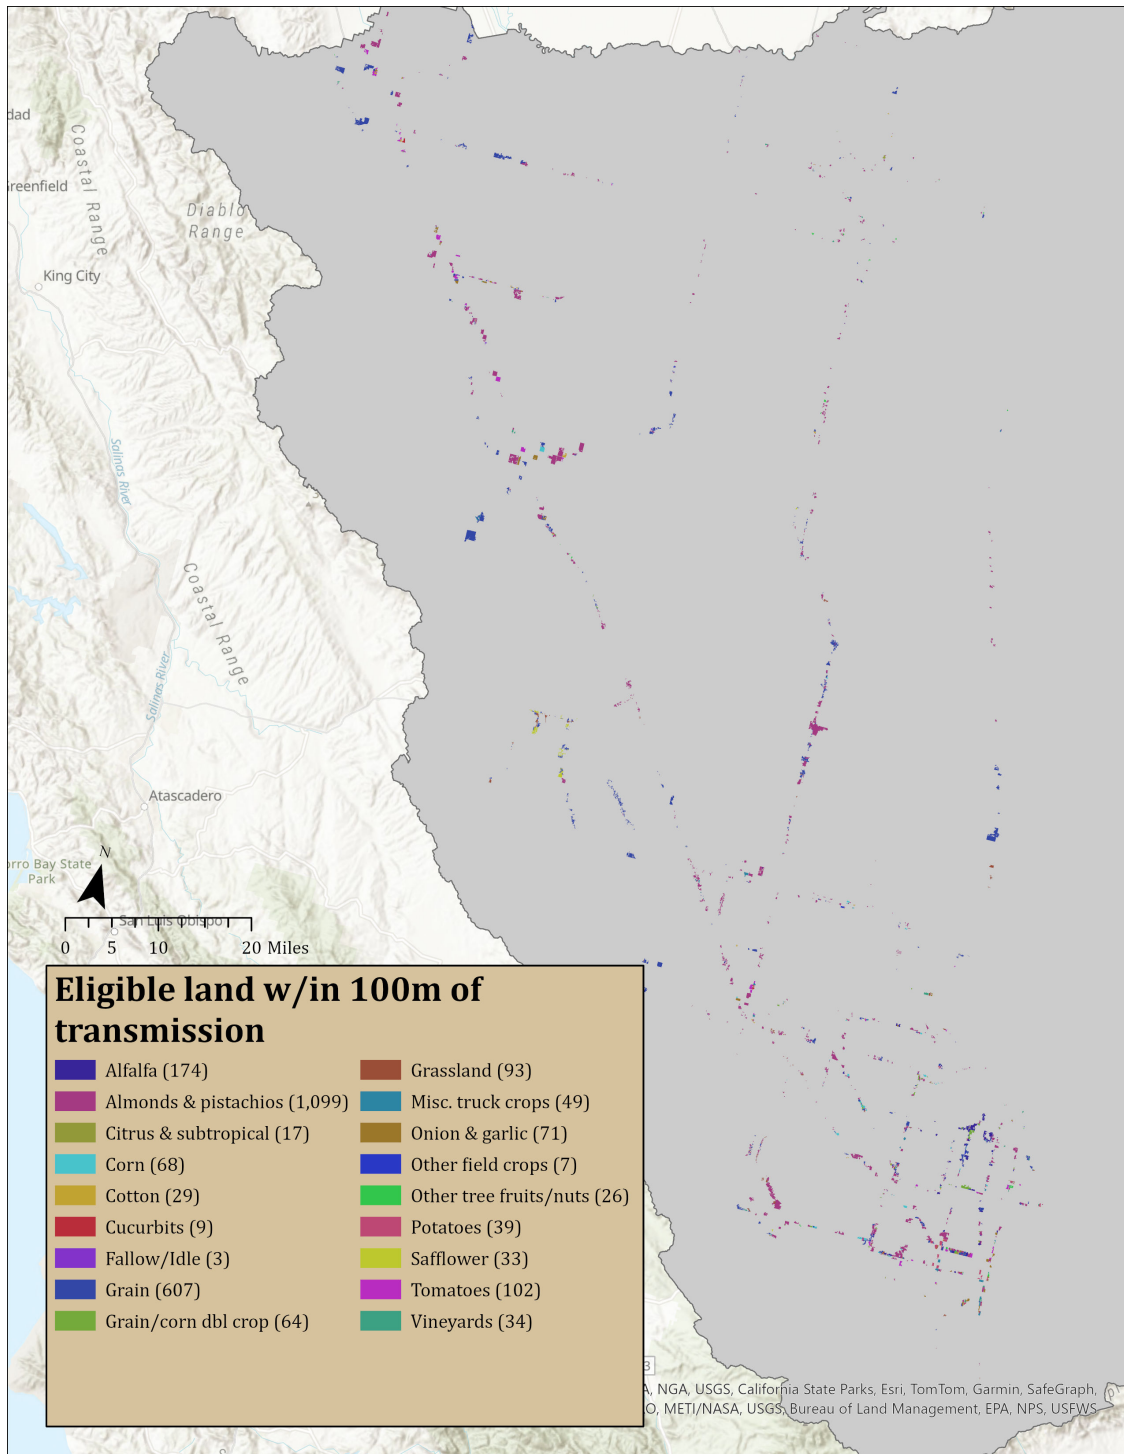 dad
Coastal Range
reenfield
Diablo
Range
King City
Salinas River
Coastal Range
Salinas River
Atascadero
orro Bay State
Park
N
San Luis Obispo
0 5 10 20 Miles
Eligible land w/in 100m of
transmission
Alfalfa (174)
Almonds & pistachios (1,099)
Citrus & subtropical (17)
Corn (68)
Cotton (29)
Cucurbits (9)
Fallow/Idle (3)
Grain (607)
Grain/corn dbl crop (64)
Grassland (93)
Misc. truck crops (49)
Onion & garlic (71)
Other field crops (7)
Other tree fruits/nuts (26)
Potatoes (39)
Safflower (33)
Tomatoes (102)
Vineyards (34)
3
A, NGA, USGS, California State Parks, Esri, TomTom, Garmin, SafeGraph,
O, METI/NASA, USGS, Bureau of Land Management, EPA, NPS, USFWS